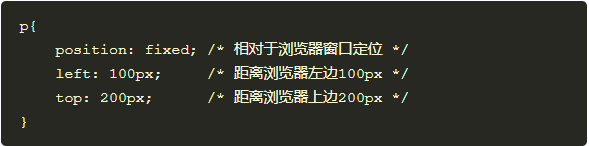 p{
    position: fixed; /* 相对于浏览器窗口定位 */
    left: 100px;     /* 距离浏览器左边100px */
    top: 200px;      /* 距离浏览器上边200px */
}